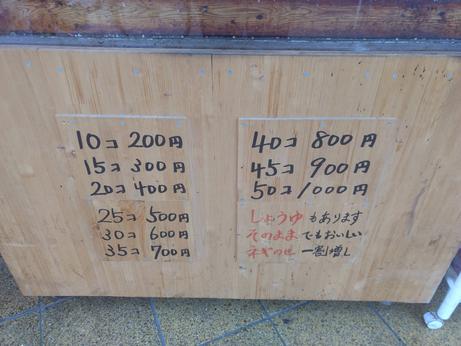 10コ 200円
15コ 300円
20コ 400円
25コ 500円
30コ 600円
35コ 700円
40コ 800円
45コ 900円
50コ 1000円
しょうゆ もあります
そのまま でもおいしい
ネギのせ 一割増し